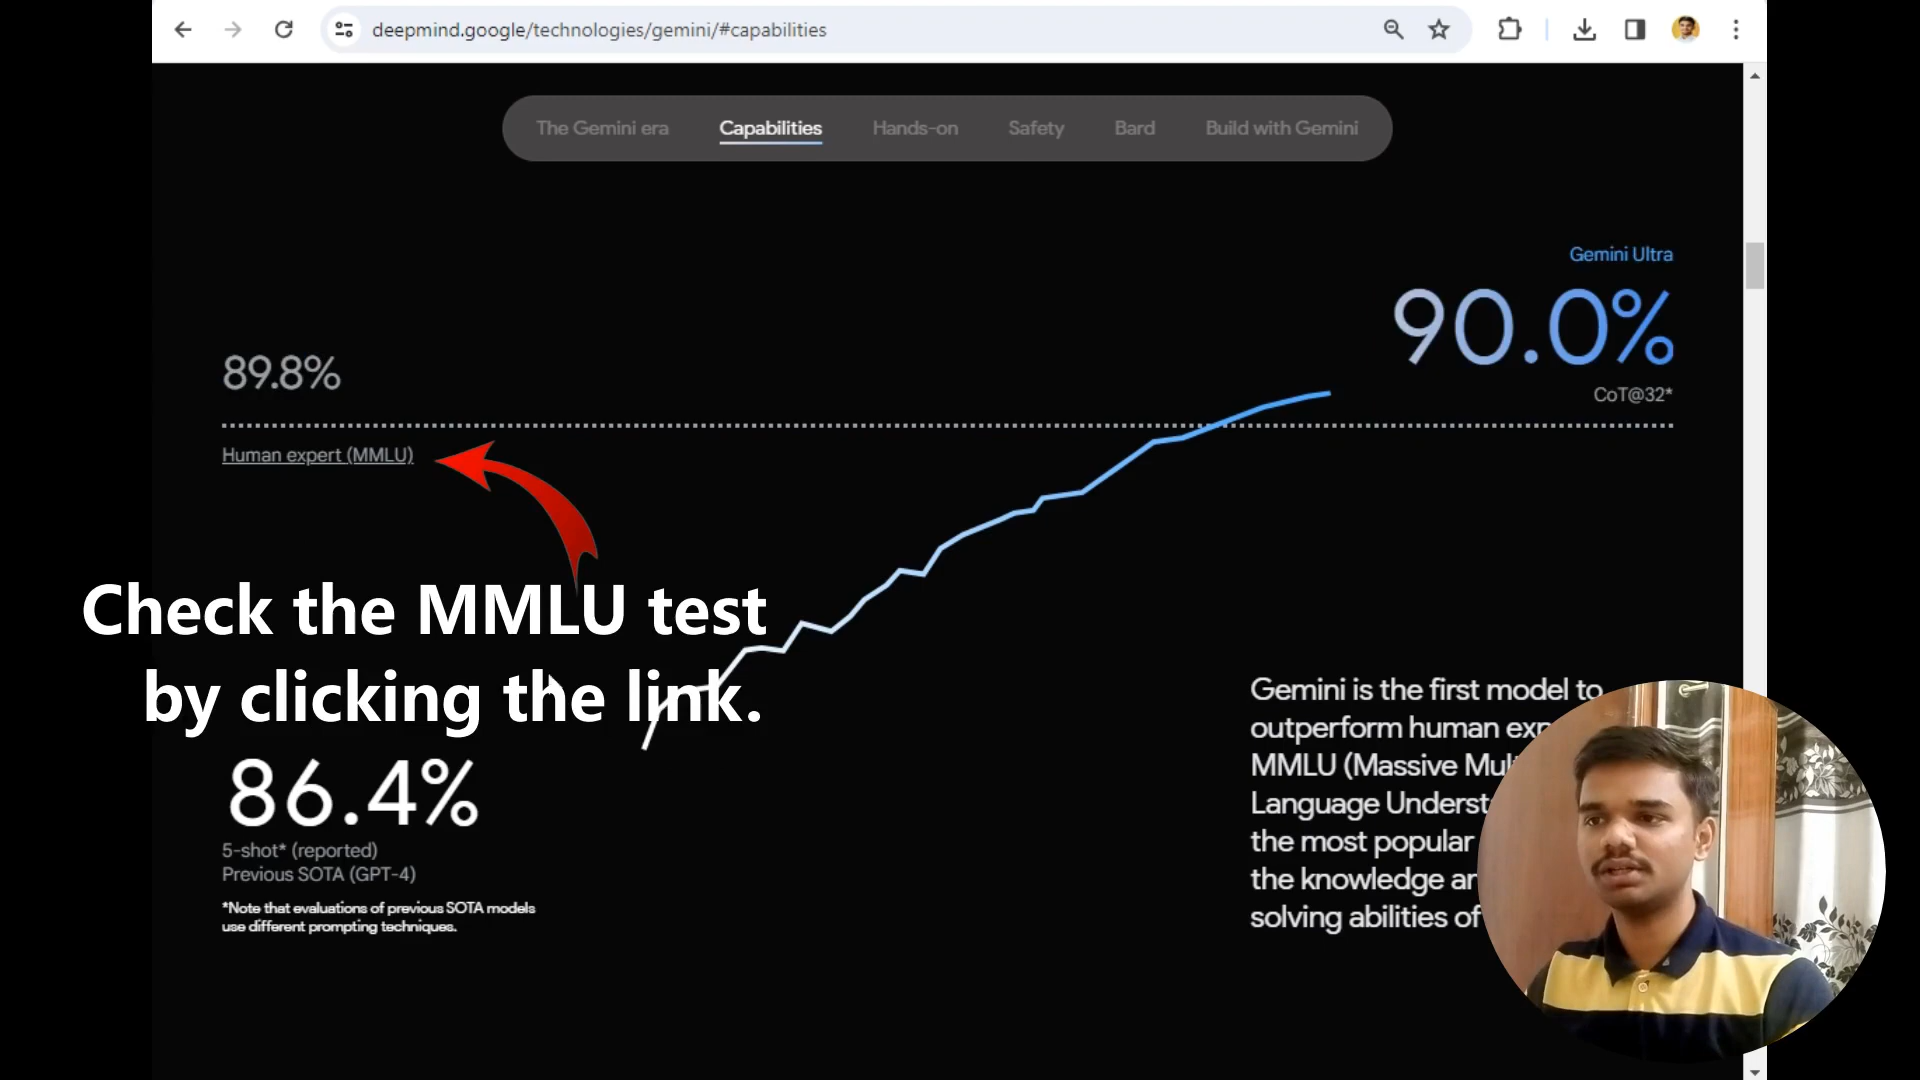 deepmind.google/technologies/gemini/#capabilities
The Gemini era Capabilities Hands-on Safety Bard Build with Gemini
Gemini Ultra
90.0%
CoT@32*
89.8%
Human expert (MMLU)
Check the MMLU test
by clicking the link.
86.4%
5-shot* (reported)
Previous SOTA (GPT-4)
*Note that evaluations of previous SOTA models
use different prompting techniques.
Gemini is the first model to
outperform human
MMLU (Massive
Language
the most popular
the knowledge
solving abilities of